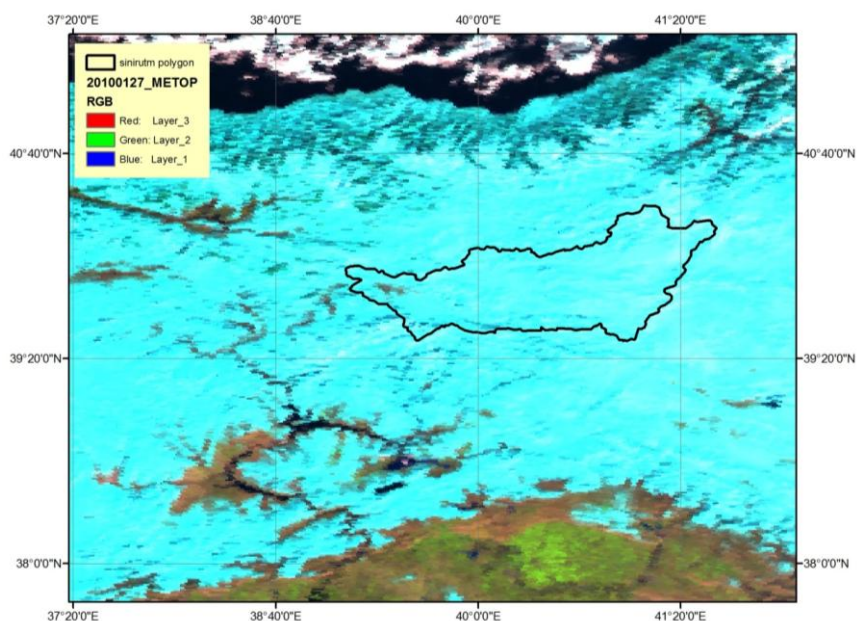 37°20'0"E 38°40'0"E 40°0'0"E 41°20'0"E
sinirutm polygon
20100127_METOP
RGB
Red: Layer_3
Green: Layer_2
Blue: Layer_1
40°40'0"N 40°40'0"N
39°20'0"N 39°20'0"N
38°0'0"N 38°0'0"N
37°20'0"E 38°40'0"E 40°0'0"E 41°20'0"E